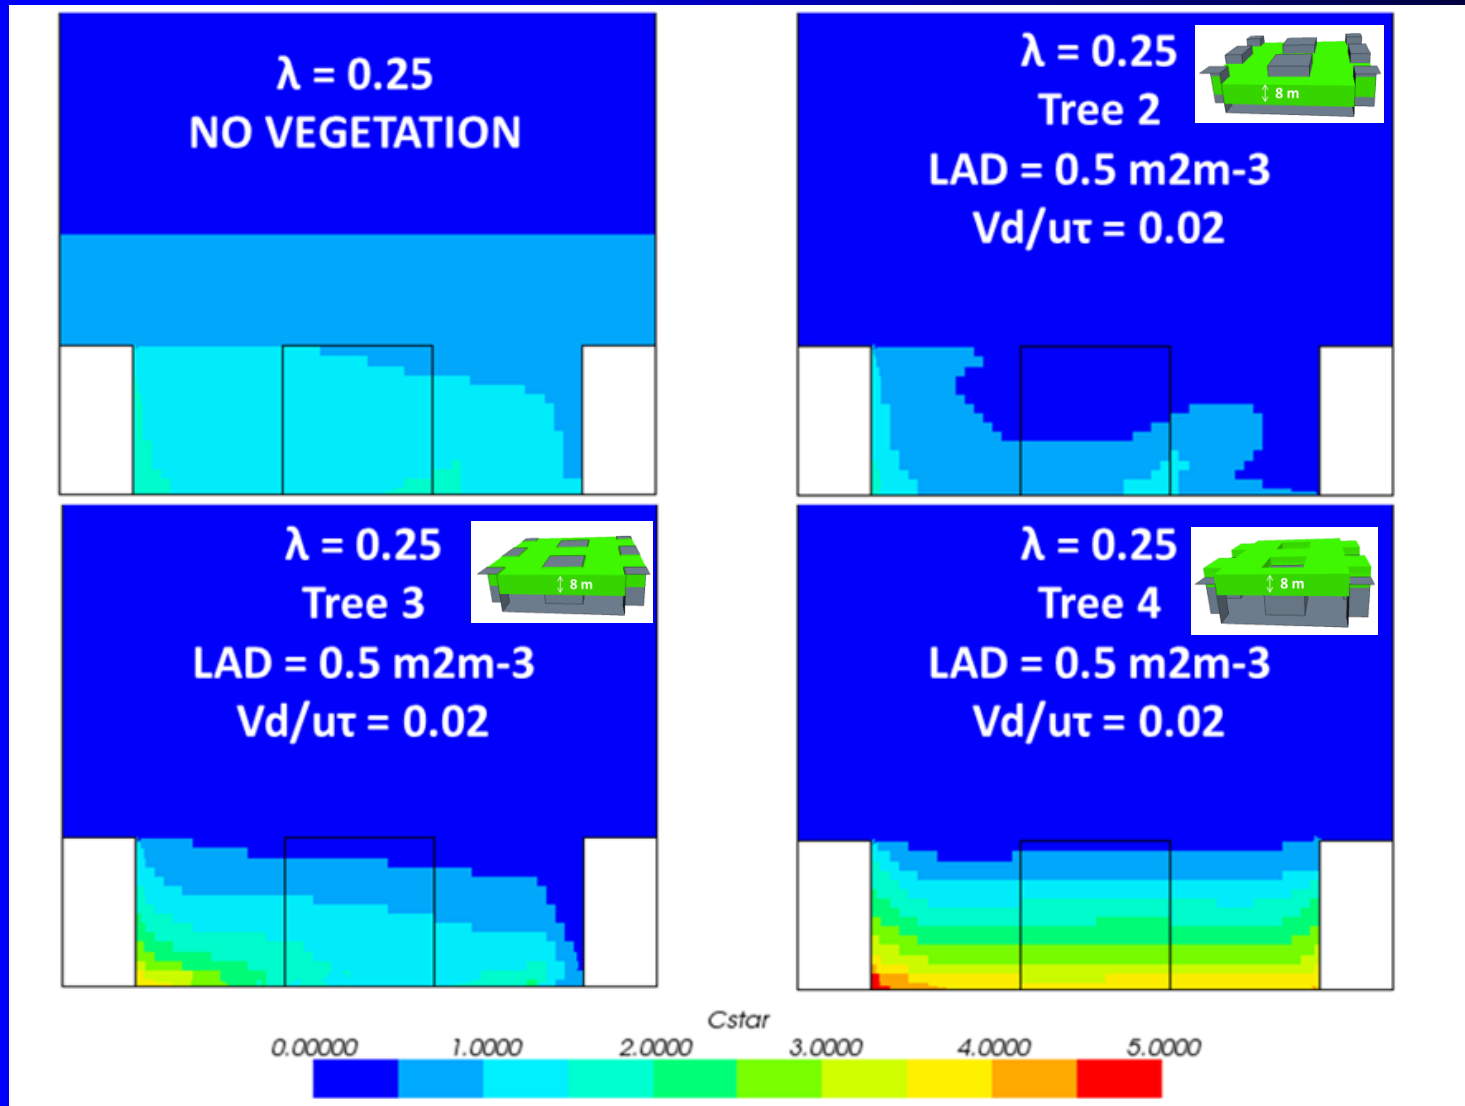 λ = 0.25
NO VEGETATION
λ = 0.25
Tree 2
LAD = 0.5 m2m-3
Vd/uτ = 0.02
8 m
λ = 0.25
Tree 3
LAD = 0.5 m2m-3
Vd/uτ = 0.02
8 m
λ = 0.25
Tree 4
LAD = 0.5 m2m-3
Vd/uτ = 0.02
8 m
Cstar
0.00000 1.0000 2.0000 3.0000 4.0000 5.0000